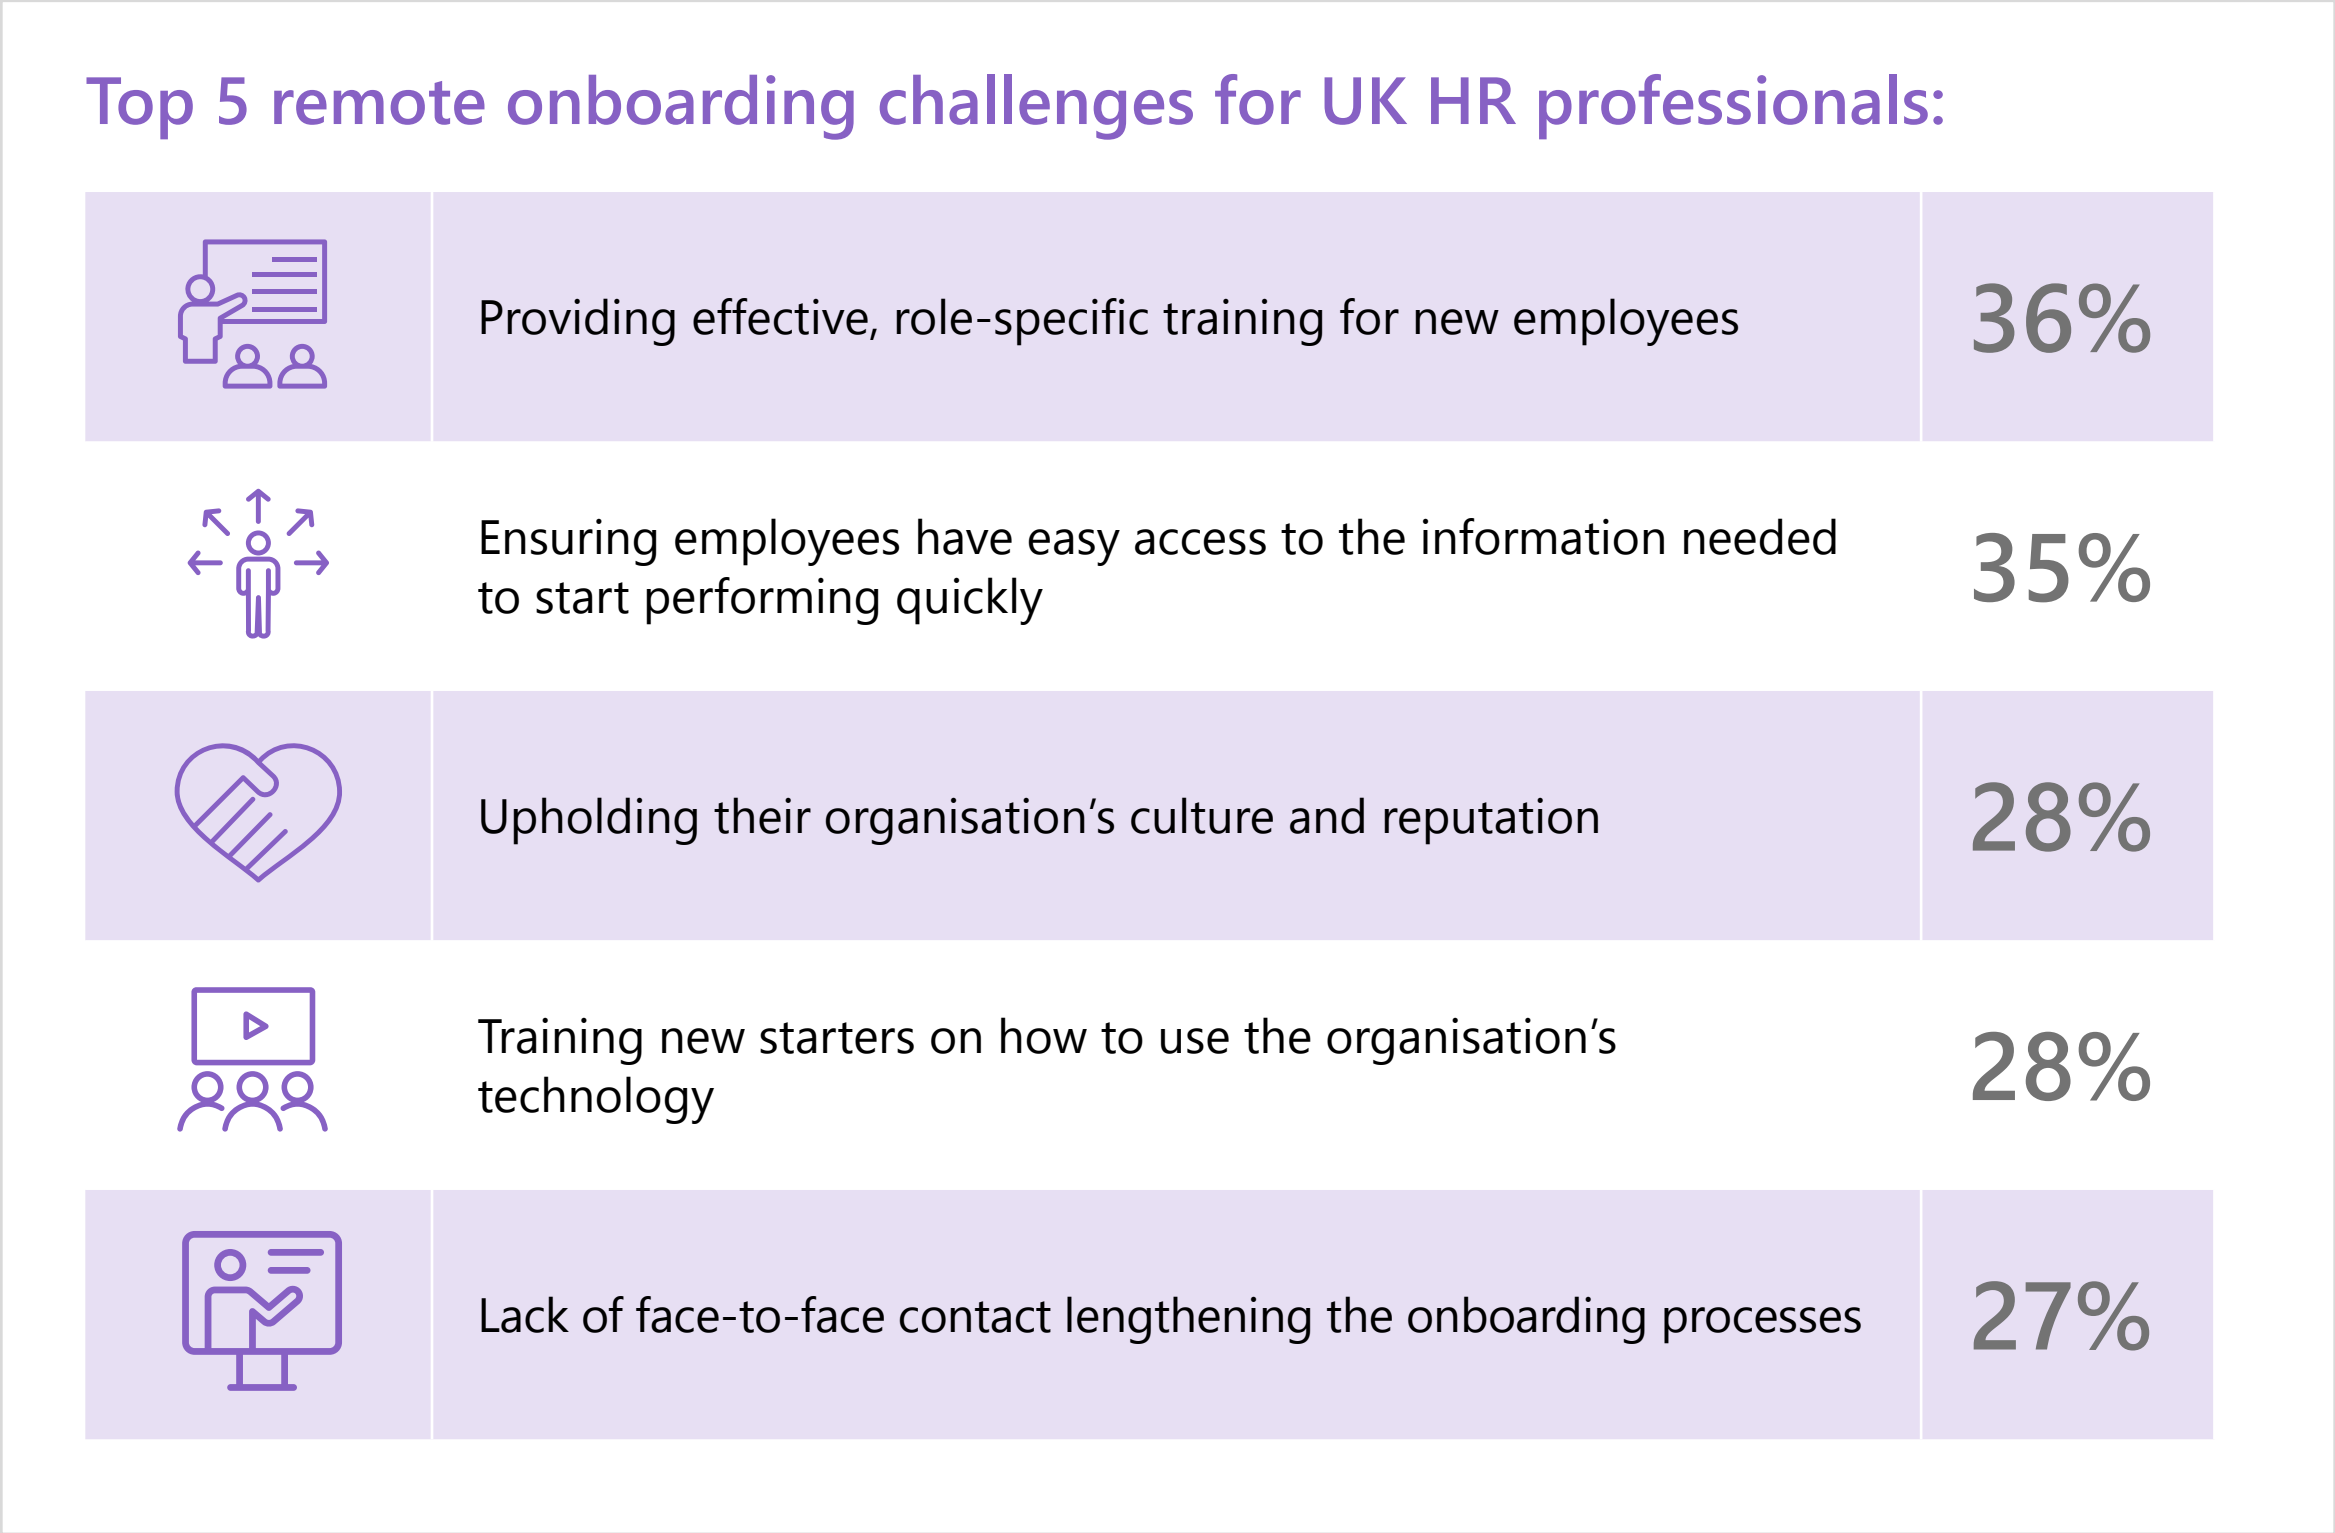 Top 5 remote onboarding challenges for UK HR professionals:
Providing effective, role-specific training for new employees
36%
Ensuring employees have easy access to the information needed
to start performing quickly
35%
Upholding their organisation’s culture and reputation
28%
Training new starters on how to use the organisation’s
technology
28%
Lack of face-to-face contact lengthening the onboarding processes
27%